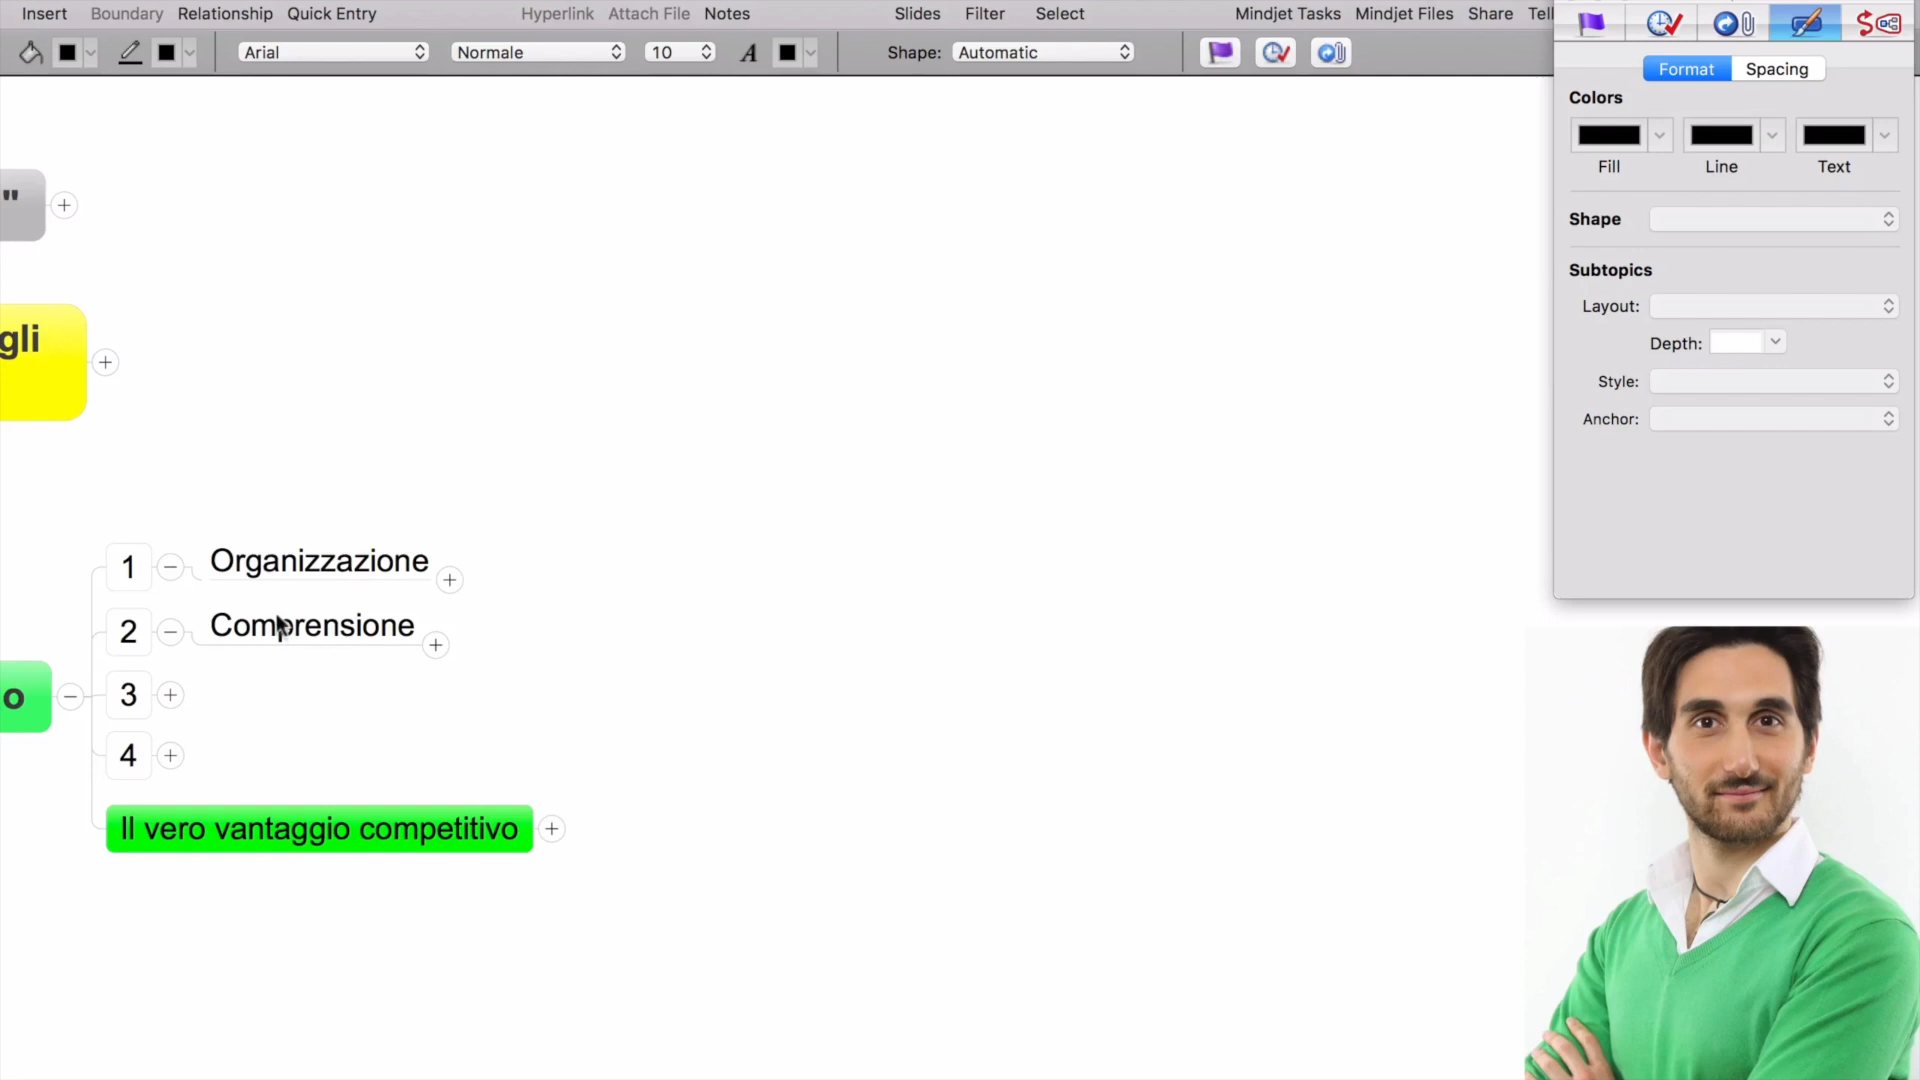 Insert Boundary Relationship Quick Entry Hyperlink Attach File Notes Slides Filter Select Mindjet Tasks Mindjet Files Share Tell
Arial Normale 10 A Shape: Automatic
Format Spacing
Colors
Fill Line Text
Shape
Subtopics
Layout:
Depth:
Style:
Anchor:
"
gli
1 Organizzazione
2 Comprensione
o
3
4
Il vero vantaggio competitivo